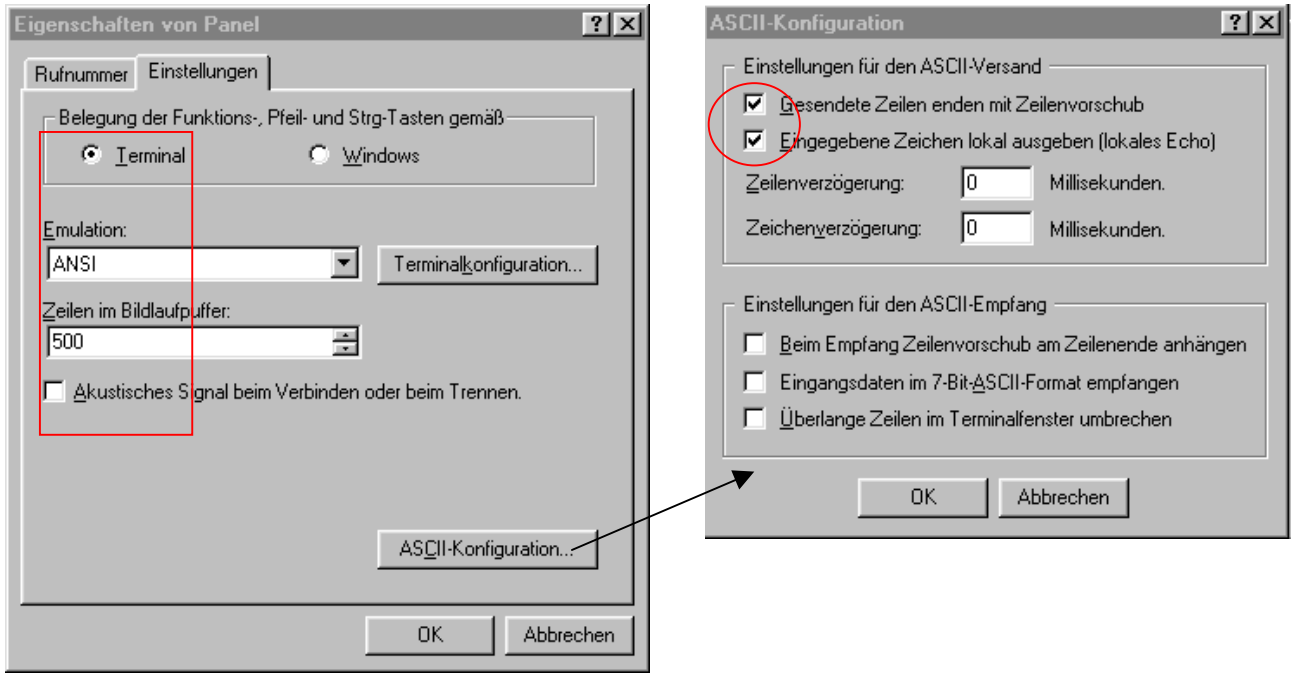 Eigenschaften von Panel
Rufnummer
Einstellungen
Belegung der Funktions-, Pfeil- und Strg-Tasten gemäß
Terminal
Windows
Emulation:
ANSI
Terminalkonfiguration...
Zeilen im Bildlaufpuffer:
500
Akustisches Signal beim Verbinden oder beim Trennen.
ASCII-Konfiguration...
OK
Abbrechen
ASCII-Konfiguration
Einstellungen für den ASCII-Versand
Gesendete Zeilen enden mit Zeilenvorschub
Eingegebene Zeichen lokal ausgeben (lokales Echo)
Zeilenverzögerung: 0 Millisekunden.
Zeichenverzögerung: 0 Millisekunden.
Einstellungen für den ASCII-Empfang
Beim Empfang Zeilenvorschub am Zeilenende anhängen
Eingangsdaten im 7-Bit-ASCII-Format empfangen
Überlange Zeilen im Terminalfenster umbrechen
OK
Abbrechen